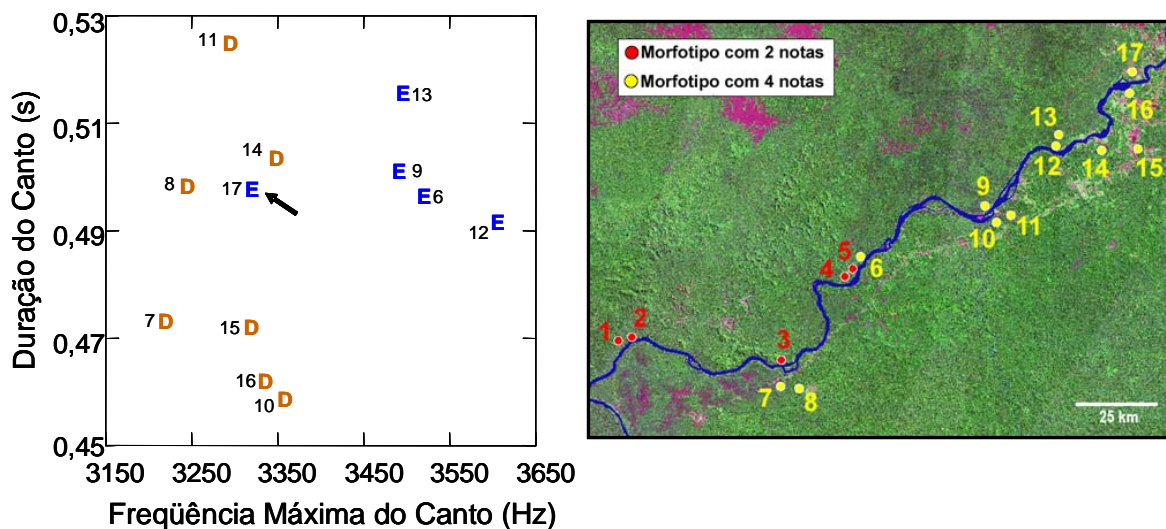 0,53
0,51
0,49
0,47
0,45
Duração do Canto (s)
11 D
E 13
14 D
8 D
17 E
E 9
E 6
12 E
7 D
15 D
16 D
10 D
3150 3250 3350 3450 3550 3650
Freqüência Máxima do Canto (Hz)
Morfotipo com 2 notas
Morfotipo com 4 notas
17
16
13
12
14
15
9
10
11
5
4
6
1
2
3
7
8
25 km